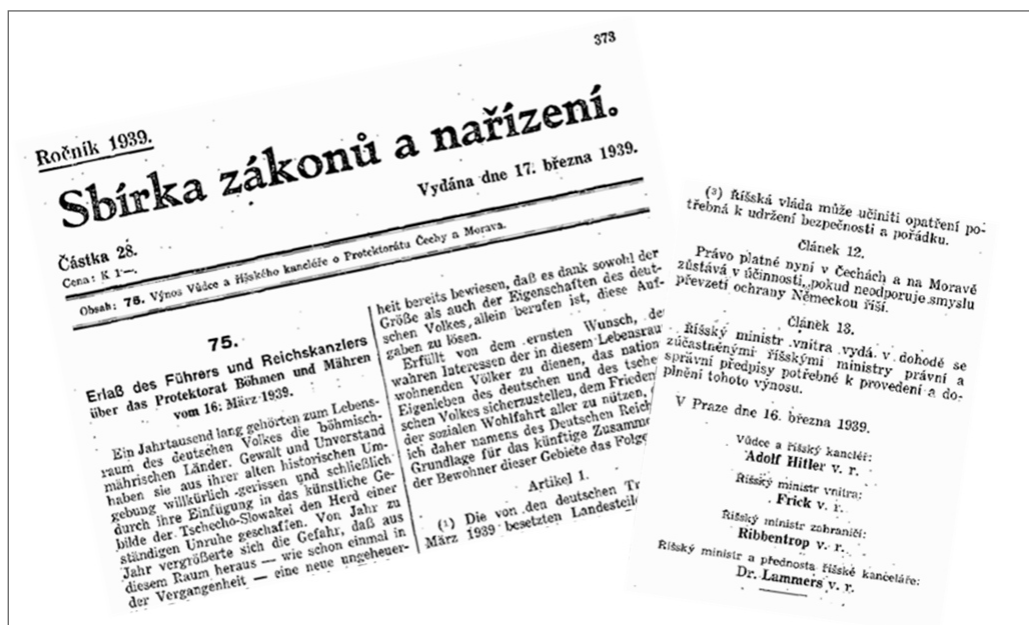 373
Ročník 1939.
Sbírka zákonů a nařízení.
Částka 28.
Vydána dne 17. března 1939.
Cena: K 1·—.
Obsah: 75. Výnos Vůdce a Říšského kancléře o Protektorátu Čechy a Morava.
75.
Erlaß des Führers und Reichskanzlers
über das Protektorat Böhmen und Mähren
vom 16. März 1939.
Ein Jahrtausend lang gehörten zum Lebens-
raum des deutschen Volkes die böhmisch-
mährischen Länder. Gewalt und Unverstand
haben sie aus ihrer alten historischen Um-
gebung willkürlich gerissen und schließlich
durch ihre Einfügung in das künstliche Ge-
bilde der Tschecho-Slowakei den Herd einer
ständigen Unruhe geschaffen. Von Jahr zu
Jahr vergrößerte sich die Gefahr, daß aus
diesem Raum heraus — wie schon einmal in
der Vergangenheit — eine neue ungeheuer-
heit bereits bewiesen, daß es dank sowohl der
Größe als auch der Eigenschaften des deut-
schen Volkes allein berufen ist, diese Auf-
gaben zu lösen.
Erfüllt von dem ernsten Wunsch, de
wahren Interessen der in diesem Lebensrau
wohnenden Völker zu dienen, das nation
Eigenleben des deutschen und des tsche
schen Volkes sicherzustellen, dem Frieden
der sozialen Wohlfahrt aller zu nützen,
ich daher namens des Deutschen Reich
Grundlage für das künftige Zusamme
der Bewohner dieser Gebiete das Folge
Artikel 1.
(1) Die von den deutschen Tr
März 1939 besetzten Landesteile
(3) Říšská vláda může učiniti opatření po-
třebná k udržení bezpečnosti a pořádku.
Článek 12.
Právo platné nyní v Čechách a na Moravě
zůstává v účinnosti, pokud neodporuje smyslu
převzetí ochrany Německou říší.
Článek 13.
Říšský ministr vnitra vydá v dohodě se
zúčastněnými říšskými ministry právní a
správní předpisy potřebné k provedení a do-
plnění tohoto výnosu.
V Praze dne 16. března 1939.
Vůdce a říšský kancléř:
Adolf Hitler v. r.
Říšský ministr vnitra:
Frick v. r.
Říšský ministr zahraničí:
Ribbentrop v. r.
Říšský ministr a přednosta říšské kanceláře:
Dr. Lammers v. r.